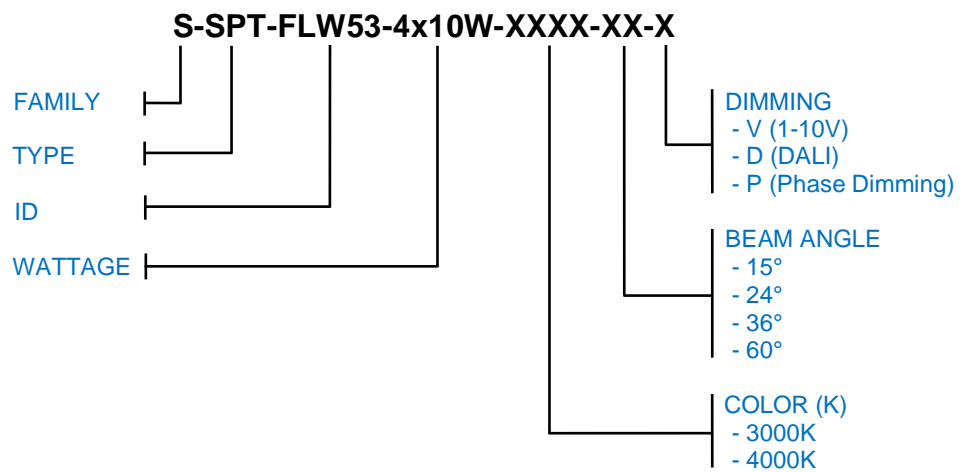 S-SPT-FLW53-4x10W-XXXX-XX-X
FAMILY
TYPE
ID
WATTAGE
DIMMING
- V (1-10V)
- D (DALI)
- P (Phase Dimming)
BEAM ANGLE
- 15°
- 24°
- 36°
- 60°
COLOR (K)
- 3000K
- 4000K